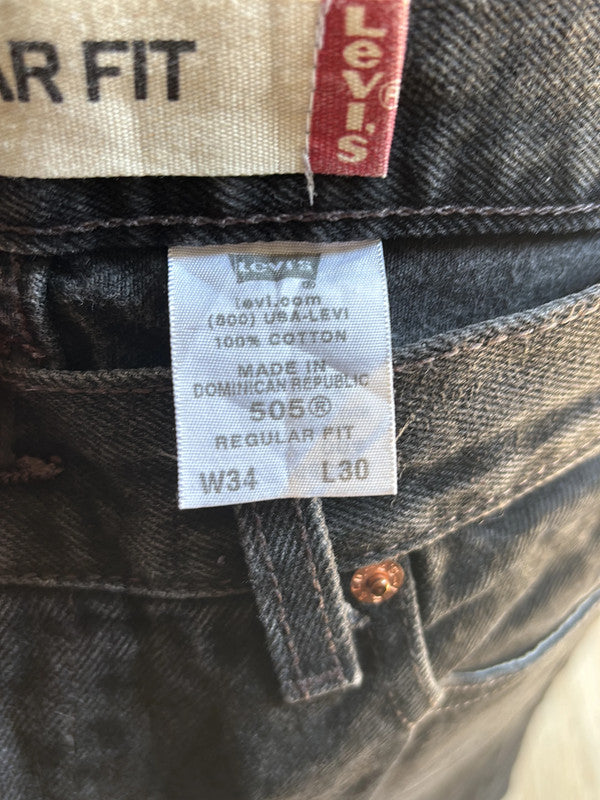 AR FIT
Levi's®
Levi's
®
Levi.com
(800) USA-LEVI
100% COTTON
MADE IN
DOMINICAN REPUBLIC
505®
REGULAR FIT
W34 L30